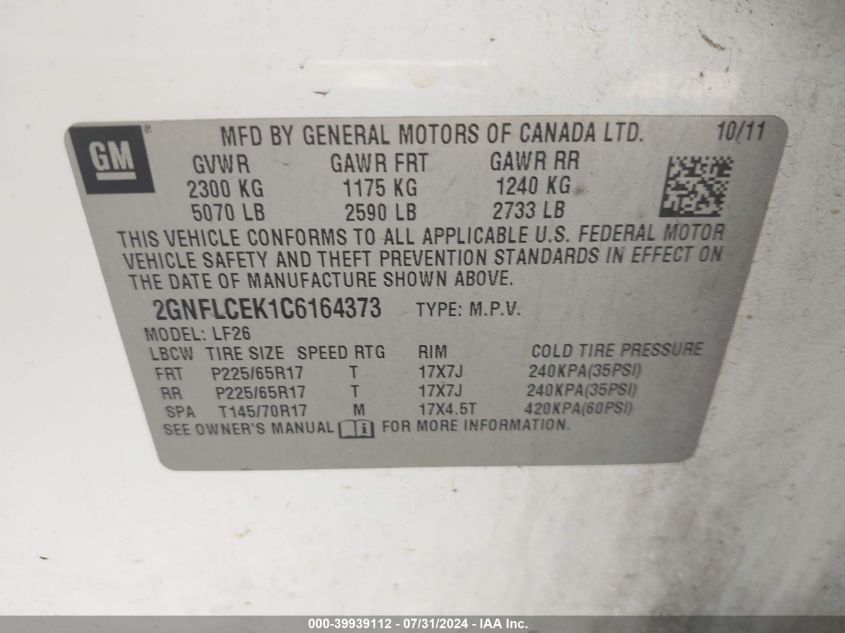 GM ® MFD BY GENERAL MOTORS OF CANADA LTD. 10/11
GVWR GAWR FRT GAWR RR
2300 KG 1175 KG 1240 KG
5070 LB 2590 LB 2733 LB
THIS VEHICLE CONFORMS TO ALL APPLICABLE U.S. FEDERAL MOTOR
VEHICLE SAFETY AND THEFT PREVENTION STANDARDS IN EFFECT ON
THE DATE OF MANUFACTURE SHOWN ABOVE.
2GNFLCEK1C6164373 TYPE: M.P.V.
MODEL: LF26
LBCW TIRE SIZE SPEED RTG RIM COLD TIRE PRESSURE
FRT P225/65R17 T 17X7J 240KPA(35PSI)
RR P225/65R17 T 17X7J 240KPA(35PSI)
SPA T145/70R17 M 17X4.5T 420KPA(60PSI)
SEE OWNER'S MANUAL i FOR MORE INFORMATION.
000-39939112 - 07/31/2024 - IAA Inc.